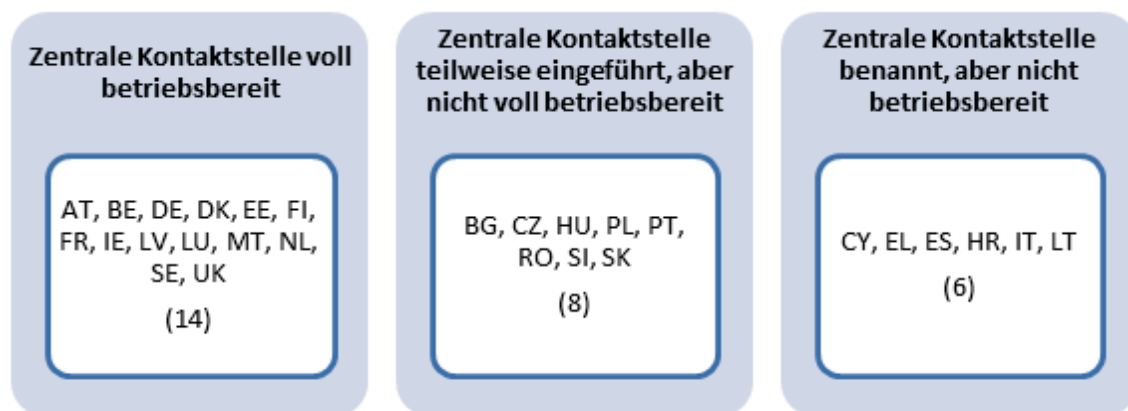 Zentrale Kontaktstelle voll
betriebsbereit
AT, BE, DE, DK, EE, FI,
FR, IE, LV, LU, MT, NL,
SE, UK
(14)
Zentrale Kontaktstelle
teilweise eingeführt, aber
nicht voll betriebsbereit
BG, CZ, HU, PL, PT,
RO, SI, SK
(8)
Zentrale Kontaktstelle
benannt, aber nicht
betriebsbereit
CY, EL, ES, HR, IT, LT
(6)